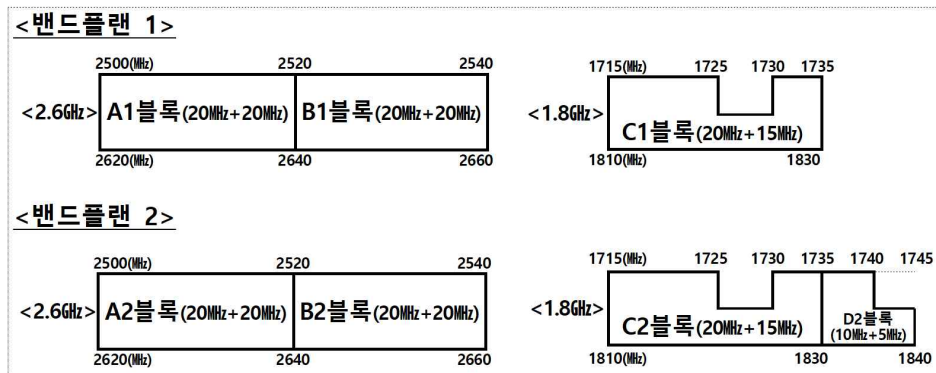 <밴드플랜 1>
2500(MHz) 2520 2540 1715(MHz) 1725 1730 1735
<2.6GHz> A1블록(20MHz+20MHz) B1블록(20MHz+20MHz) <1.8GHz> C1블록(20MHz+15MHz)
2620(MHz) 2640 2660 1810(MHz) 1830
<밴드플랜 2>
2500(MHz) 2520 2540 1715(MHz) 1725 1730 1735 1740 1745
<2.6GHz> A2블록(20MHz+20MHz) B2블록(20MHz+20MHz) <1.8GHz> C2블록(20MHz+15MHz) D2블록
(10MHz+5MHz)
2620(MHz) 2640 2660 1810(MHz) 1830 1840